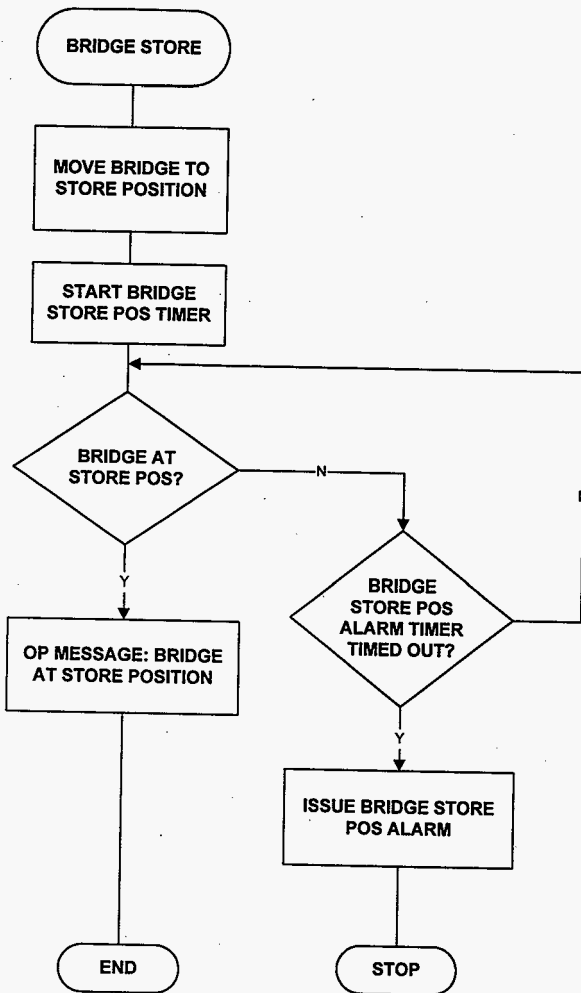 BRIDGE STORE
MOVE BRIDGE TO
STORE POSITION
START BRIDGE
STORE POS TIMER
BRIDGE AT
STORE POS?
N
Y
BRIDGE
STORE POS
ALARM TIMER
TIMED OUT?
OP MESSAGE: BRIDGE
AT STORE POSITION
Y
ISSUE BRIDGE STORE
POS ALARM
END
STOP